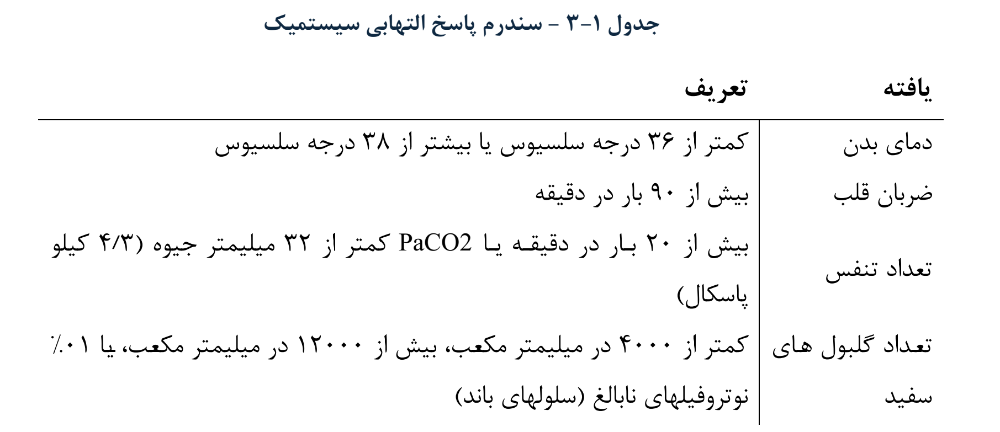 جدول ۱-۳ - سندرم پاسخ التهابی سیستمیک
یافته تعریف
دمای بدن کمتر از ۳۶ درجه سلسیوس یا بیشتر از ۳۸ درجه سلسیوس
ضربان قلب بیش از ۹۰ بار در دقیقه
تعداد تنفس بیش از ۲۰ بار در دقیقه یا PaCO2 کمتر از ۳۲ میلیمتر جیوه (۴/۳ کیلو
پاسکال)
تعداد گلبول های کمتر از ۴۰۰۰ در میلیمتر مکعب، بیش از ۱۲۰۰۰ در میلیمتر مکعب، یا ۰۱٪
سفید نوتروفیلهای نابالغ (سلولهای باند)